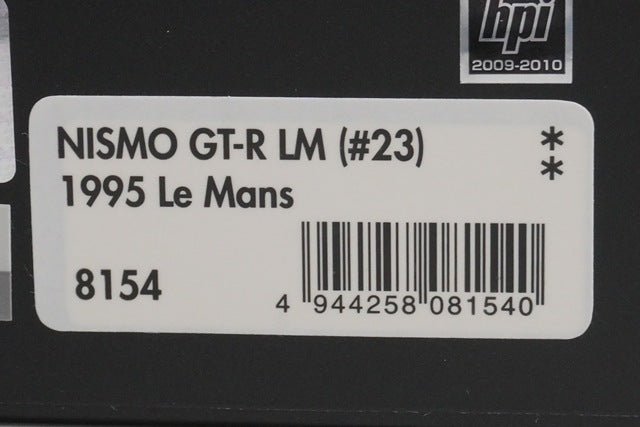 hpi
2009-2010
NISMO GT-R LM (#23) *
1995 Le Mans *
8154
4 944258 081540